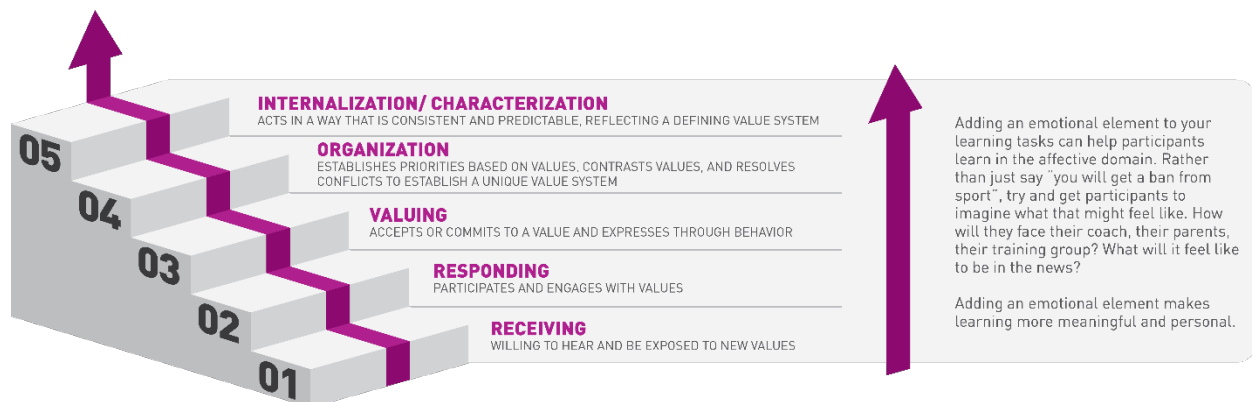 05
INTERNALIZATION/ CHARACTERIZATION
ACTS IN A WAY THAT IS CONSISTENT AND PREDICTABLE, REFLECTING A DEFINING VALUE SYSTEM
04
ORGANIZATION
ESTABLISHES PRIORITIES BASED ON VALUES, CONTRASTS VALUES, AND RESOLVES
CONFLICTS TO ESTABLISH A UNIQUE VALUE SYSTEM
03
VALUING
ACCEPTS OR COMMITS TO A VALUE AND EXPRESSES THROUGH BEHAVIOR
02
RESPONDING
PARTICIPATES AND ENGAGES WITH VALUES
01
RECEIVING
WILLING TO HEAR AND BE EXPOSED TO NEW VALUES
Adding an emotional element to your
learning tasks can help participants
learn in the affective domain. Rather
than just say “you will get a ban from
sport”, try and get participants to
imagine what that might feel like. How
will they face their coach, their parents,
their training group? What will it feel like
to be in the news?
Adding an emotional element makes
learning more meaningful and personal.